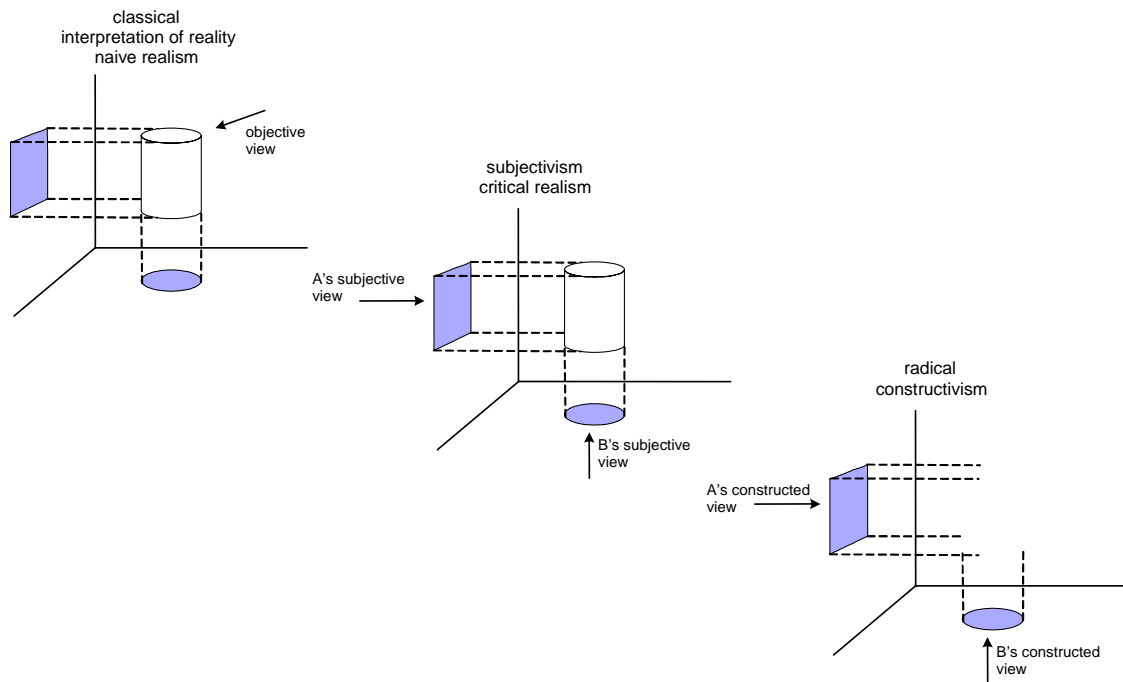 classical
interpretation of reality
naive realism
objective
view
subjectivism
critical realism
A's subjective
view
B's subjective
view
radical
constructivism
A's constructed
view
B's constructed
view